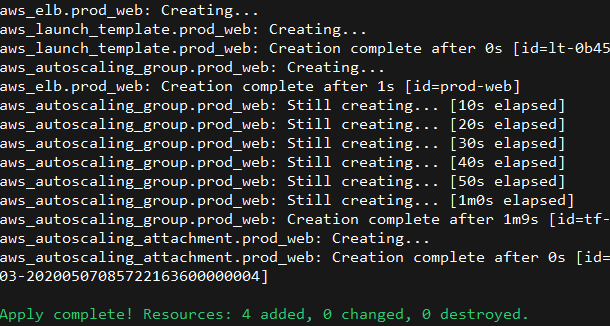 aws_elb.prod_web: Creating...
aws_launch_template.prod_web: Creating...
aws_launch_template.prod_web: Creation complete after 0s [id=lt-0b45
aws_autoscaling_group.prod_web: Creating...
aws_elb.prod_web: Creation complete after 1s [id=prod-web]
aws_autoscaling_group.prod_web: Still creating... [10s elapsed]
aws_autoscaling_group.prod_web: Still creating... [20s elapsed]
aws_autoscaling_group.prod_web: Still creating... [30s elapsed]
aws_autoscaling_group.prod_web: Still creating... [40s elapsed]
aws_autoscaling_group.prod_web: Still creating... [50s elapsed]
aws_autoscaling_group.prod_web: Still creating... [1m0s elapsed]
aws_autoscaling_group.prod_web: Creation complete after 1m9s [id=tf-
aws_autoscaling_attachment.prod_web: Creating...
aws_autoscaling_attachment.prod_web: Creation complete after 0s [id=
03-20200507085722163600000004]
Apply complete! Resources: 4 added, 0 changed, 0 destroyed.